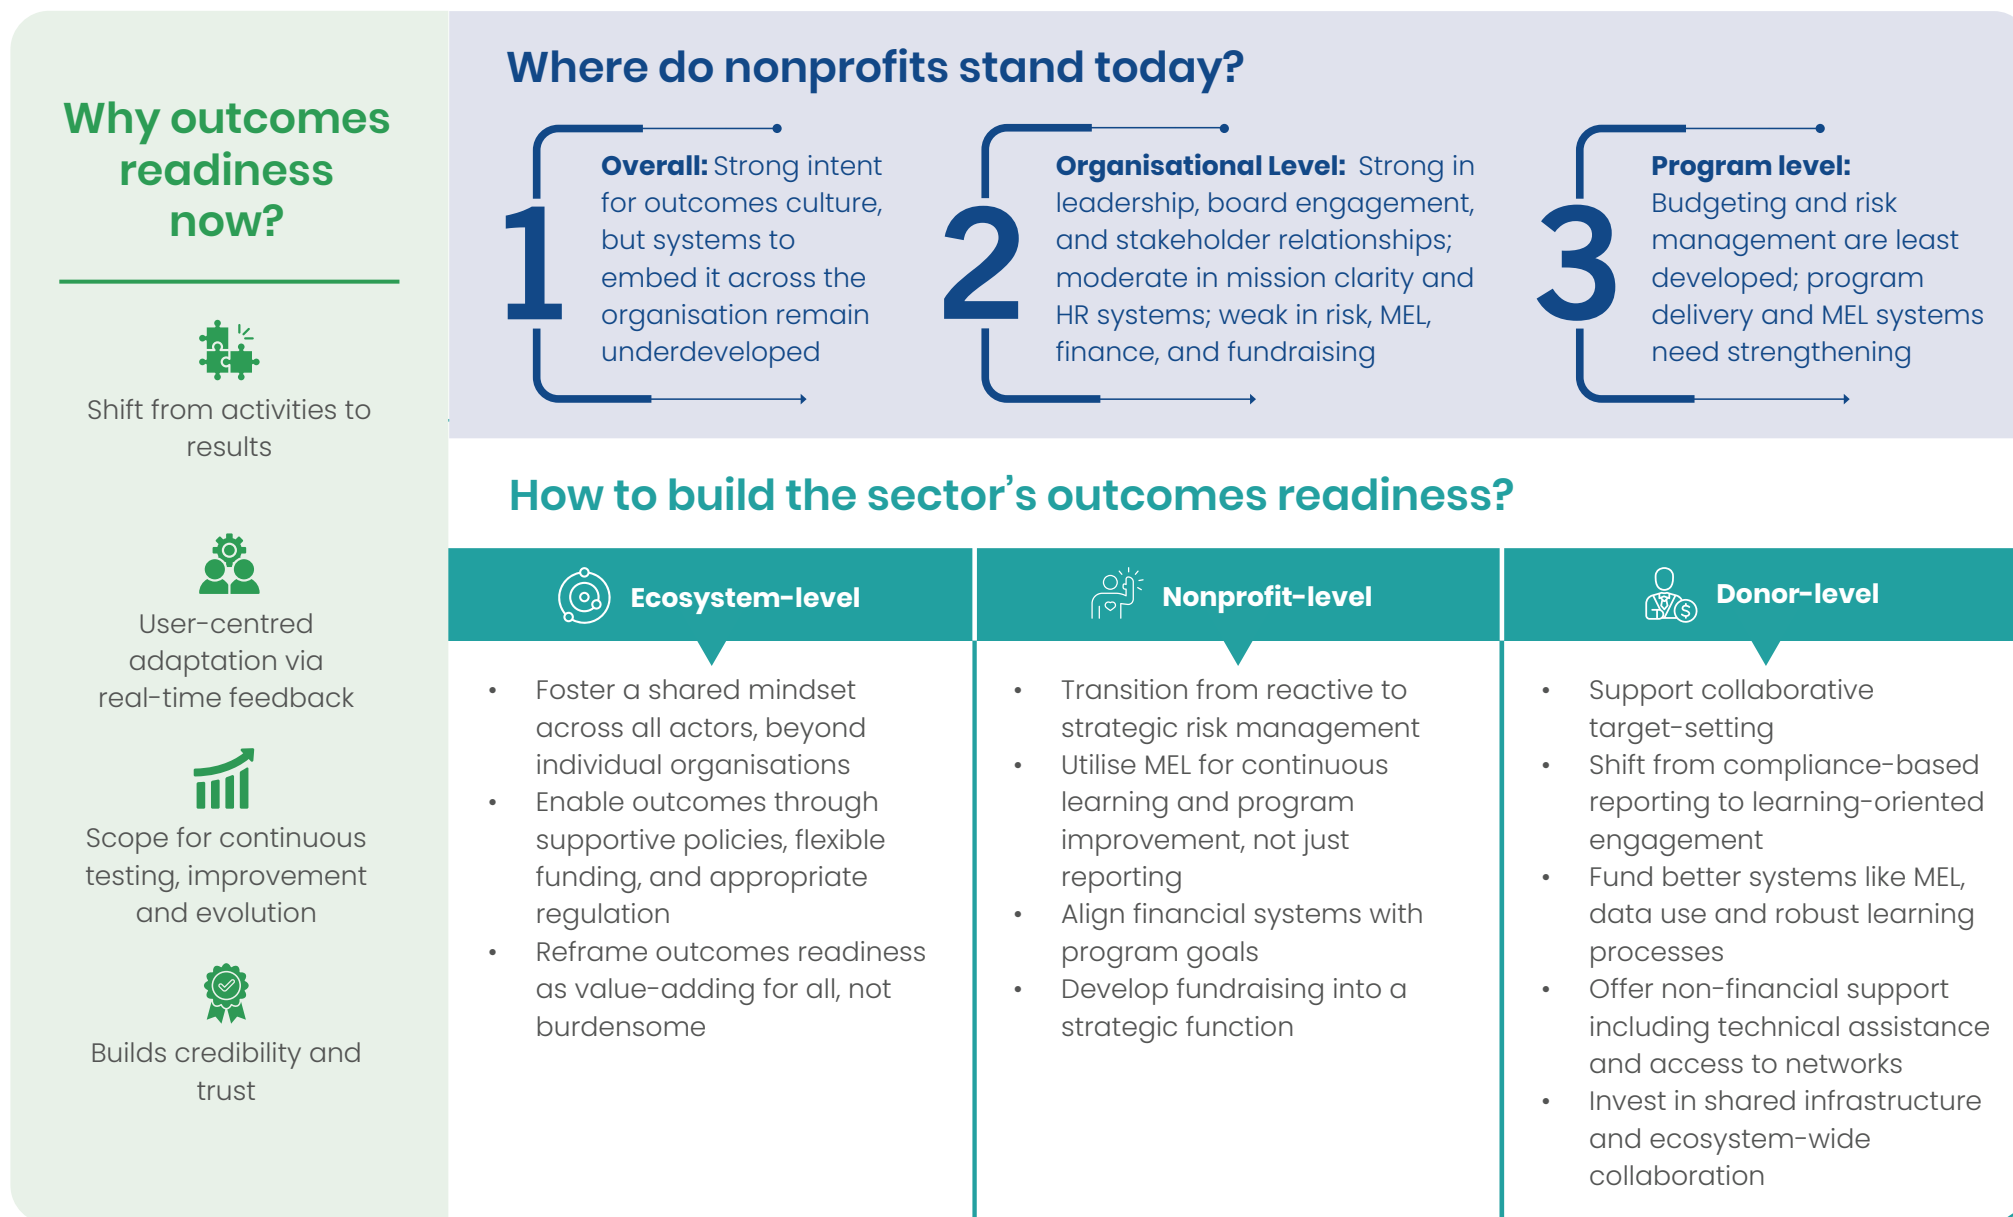 Why outcomes
readiness
now?
Shift from activities to
results
User-centred
adaptation via
real-time feedback
Scope for continuous
testing, improvement
and evolution
Builds credibility and
trust
Where do nonprofits stand today?
1
Overall: Strong intent
for outcomes culture,
but systems to
embed it across the
organisation remain
underdeveloped
2
Organisational Level: Strong in
leadership, board engagement,
and stakeholder relationships;
moderate in mission clarity and
HR systems; weak in risk, MEL,
finance, and fundraising
3
Program level:
Budgeting and risk
management are least
developed; program
delivery and MEL systems
need strengthening
How to build the sector’s outcomes readiness?
Ecosystem-level
• Foster a shared mindset
across all actors, beyond
individual organisations
• Enable outcomes through
supportive policies, flexible
funding, and appropriate
regulation
• Reframe outcomes readiness
as value-adding for all, not
burdensome
Nonprofit-level
• Transition from reactive to
strategic risk management
• Utilise MEL for continuous
learning and program
improvement, not just
reporting
• Align financial systems with
program goals
• Develop fundraising into a
strategic function
$
Donor-level
• Support collaborative
target-setting
• Shift from compliance-based
reporting to learning-oriented
engagement
• Fund better systems like MEL,
data use and robust learning
processes
• Offer non-financial support
including technical assistance
and access to networks
• Invest in shared infrastructure
and ecosystem-wide
collaboration